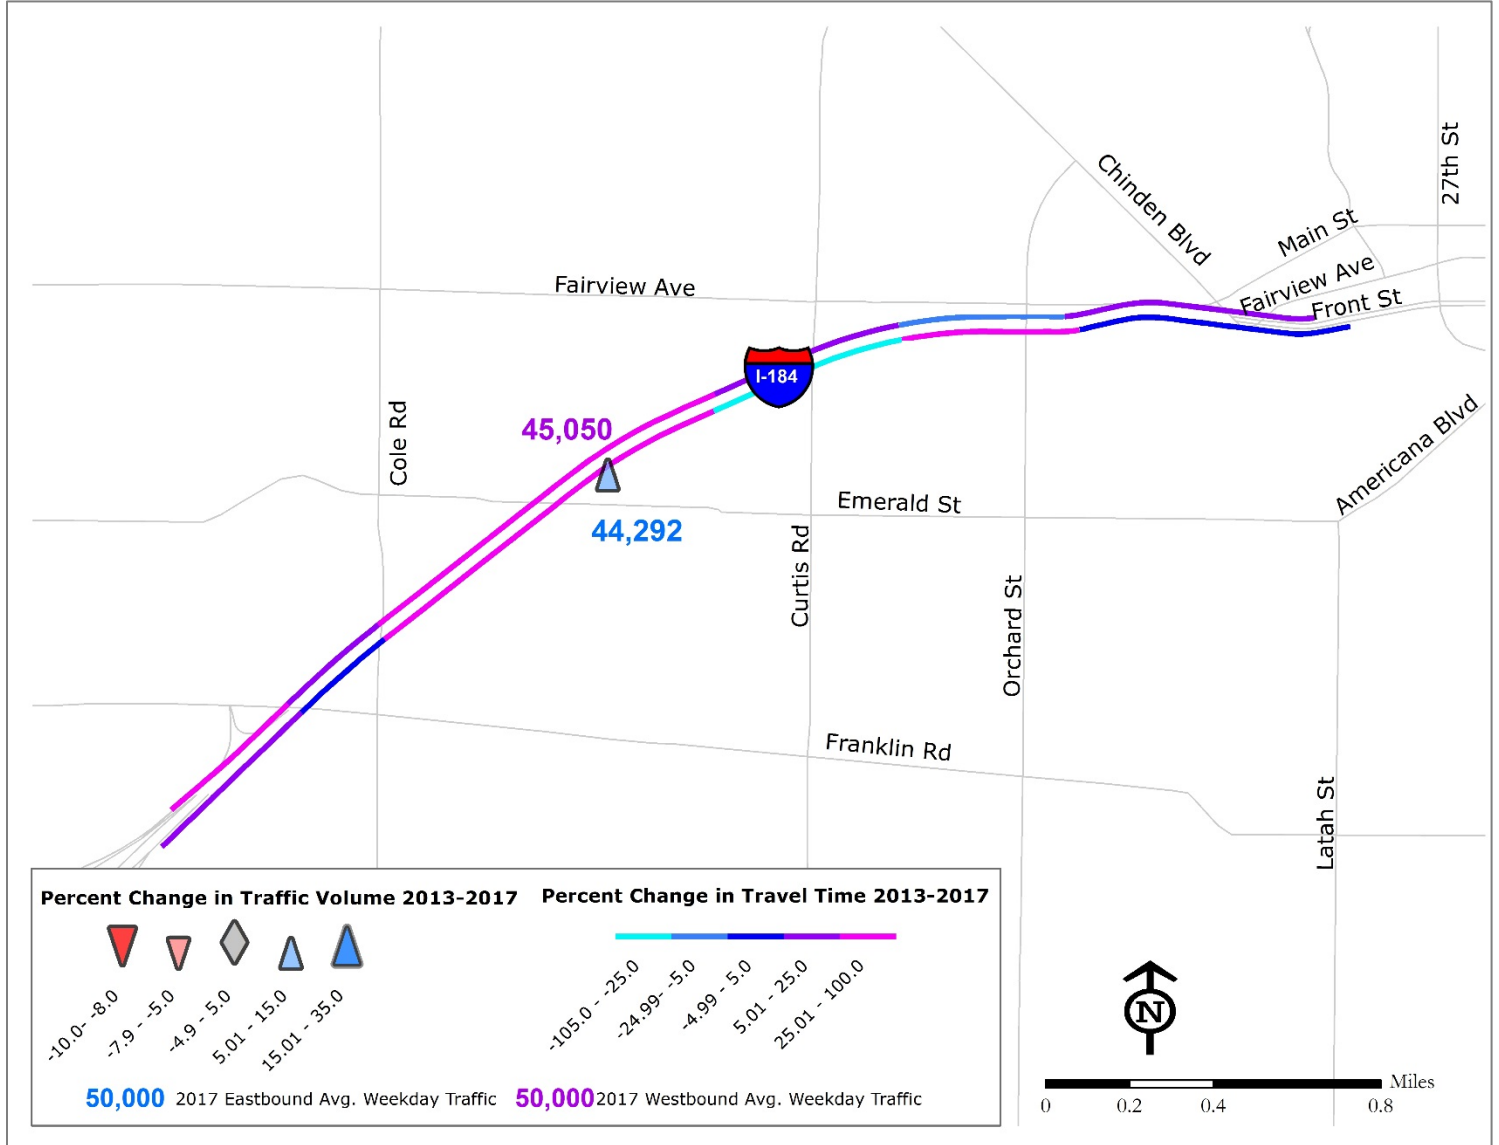 27th St
Chinden Blvd
Main St
Fairview Ave
Fairview Ave
Front St
I-184
45,050
Cole Rd
Americana Blvd
Emerald St
44,292
Curtis Rd
Orchard St
Franklin Rd
Latah St
Percent Change in Traffic Volume 2013-2017
-10.0- -8.0
-7.9 - -5.0
-4.9 - 5.0
5.01 - 15.0
15.01 - 35.0
Percent Change in Travel Time 2013-2017
-105.0 - -25.0
-24.99- -5.0
-4.99 - 5.0
5.01 - 25.0
25.01 - 100.0
50,000 2017 Eastbound Avg. Weekday Traffic
50,000 2017 Westbound Avg. Weekday Traffic
N
Miles
0 0.2 0.4 0.8